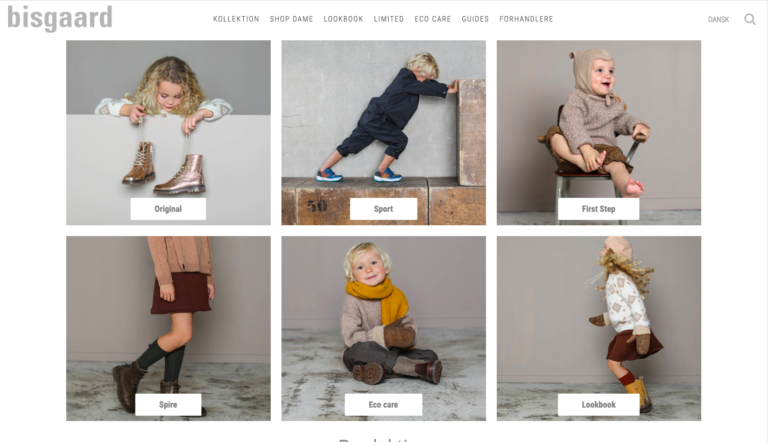 bisgaard
KOLLEKTION SHOP DAME LOOKBOOK LIMITED ECO CARE GUIDES FORHANDLERE
DANSK
50
Original
Sport
First Step
Spire
Eco care
Lookbook